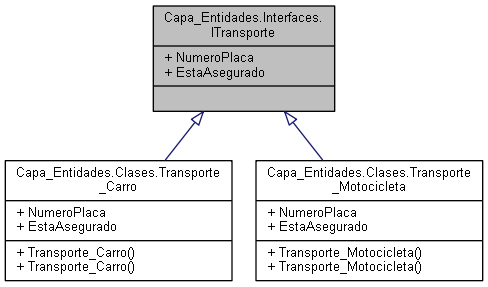 Capa_Entidades.Interfaces.
ITransporte
+ NumeroPlaca
+ EstaAsegurado
Capa_Entidades.Clases.Transporte
_Carro
+ NumeroPlaca
+ EstaAsegurado
+ Transporte_Carro()
+ Transporte_Carro()
Capa_Entidades.Clases.Transporte
_Motocicleta
+ NumeroPlaca
+ EstaAsegurado
+ Transporte_Motocicleta()
+ Transporte_Motocicleta()